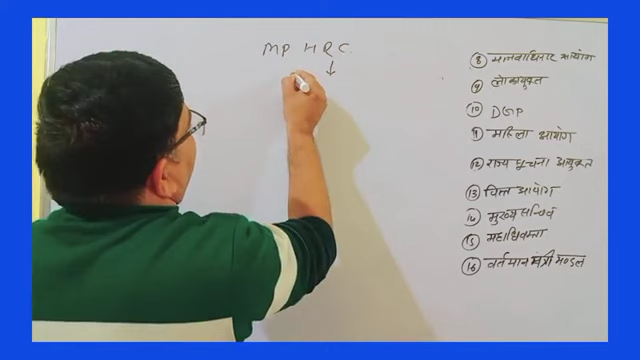 MP HRC
↓
⑧ मानवाधिकार आयोग
⑨ लोकायुक्त
⑩ DGP
⑪ महिला आयोग
⑫ राज्य सूचना आयुक्त
⑬ वित्त आयोग
⑭ मुख्य सचिव
⑮ महाधिवक्ता
⑯ वर्तमान मंत्री मण्डल